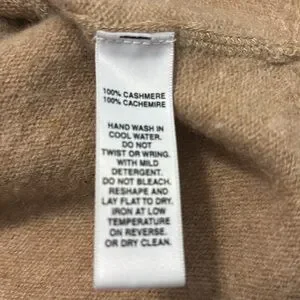 100% CASHMERE
100% CACHEMIRE
HAND WASH IN
COOL WATER.
DO NOT
TWIST OR WRING.
WITH MILD
DETERGENT.
DO NOT BLEACH.
RESHAPE AND
LAY FLAT TO DRY.
IRON AT LOW
TEMPERATURE
ON REVERSE.
OR DRY CLEAN.